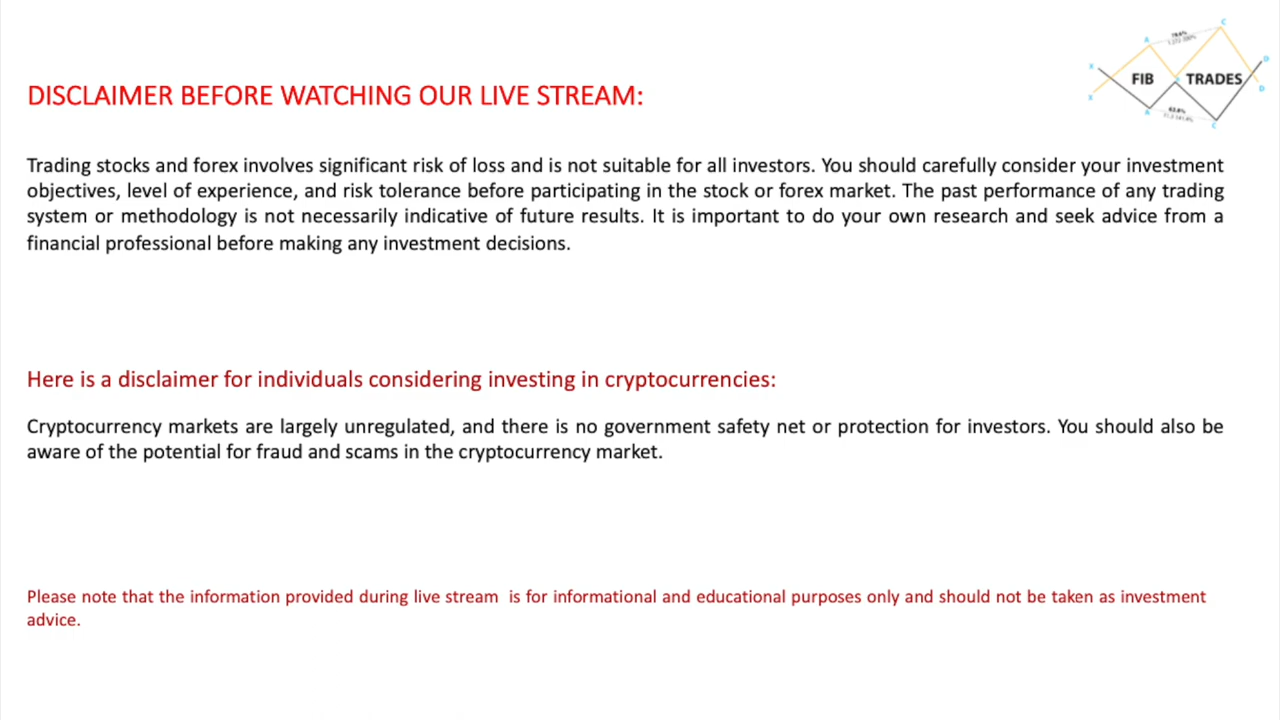 DISCLAIMER BEFORE WATCHING OUR LIVE STREAM:
FIB TRADES
A
C
X
X
D
D
A
C
Trading stocks and forex involves significant risk of loss and is not suitable for all investors. You should carefully consider your investment
objectives, level of experience, and risk tolerance before participating in the stock or forex market. The past performance of any trading
system or methodology is not necessarily indicative of future results. It is important to do your own research and seek advice from a
financial professional before making any investment decisions.
Here is a disclaimer for individuals considering investing in cryptocurrencies:
Cryptocurrency markets are largely unregulated, and there is no government safety net or protection for investors. You should also be
aware of the potential for fraud and scams in the cryptocurrency market.
Please note that the information provided during live stream  is for informational and educational purposes only and should not be taken as investment
advice.